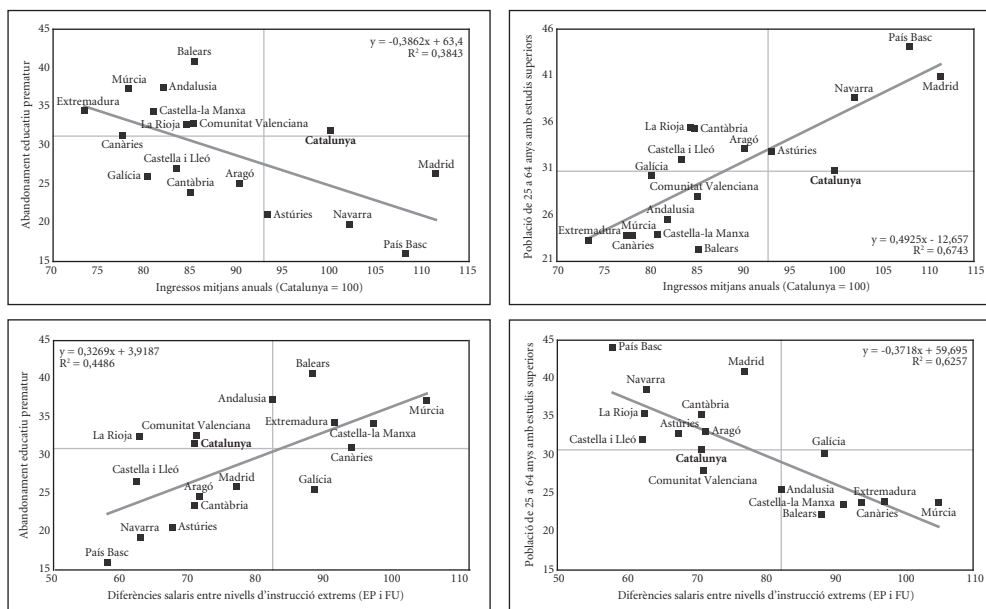 Abandonament educatiu prematur
45
40
35
30
25
20
15
y = -0,3862x + 63,4
R² = 0,3843
Balears
Múrcia
Andalusia
Extremadura
Castella-la Manxa
La Rioja
Comunitat Valenciana
Canàries
Catalunya
Castella i Lleó
Galícia
Cantàbria
Aragó
Madrid
Astúries
Navarra
País Basc
70 75 80 85 90 95 100 105 110 115
Ingressos mitjans anuals (Catalunya = 100)
Població de 25 a 64 anys amb estudis superiors
46
41
36
31
26
21
País Basc
Madrid
Navarra
La Rioja
Cantàbria
Aragó
Astúries
Castella i Lleó
Galícia
Catalunya
Comunitat Valenciana
Andalusia
Extremadura
Múrcia
Canàries
Castella-la Manxa
Balears
y = 0,4925x - 12,657
R² = 0,6743
70 75 80 85 90 95 100 105 110 115
Ingressos mitjans anuals (Catalunya = 100)
Abandonament educatiu prematur
45
40
35
30
25
20
15
y = 0,3269x + 3,9187
R² = 0,4486
Balears
Andalusia
Múrcia
Extremadura
Castella-la Manxa
Comunitat Valenciana
La Rioja
Catalunya
Canàries
Castella i Lleó
Aragó
Madrid
Galícia
Cantàbria
Navarra
Astúries
País Basc
50 60 70 80 90 100 110
Diferències salaris entre nivells d'instrucció extrems (EP i FU)
Població de 25 a 64 anys amb estudis superiors
45
40
35
30
25
20
15
y = -0,3718x + 59,695
R² = 0,6257
País Basc
Madrid
Navarra
Cantàbria
La Rioja
Astúries
Aragó
Castella i Lleó
Galícia
Catalunya
Comunitat Valenciana
Andalusia
Extremadura
Castella-la Manxa
Balears
Canàries
Múrcia
50 60 70 80 90 100 110
Diferències salaris entre nivells d'instrucció extrems (EP i FU)